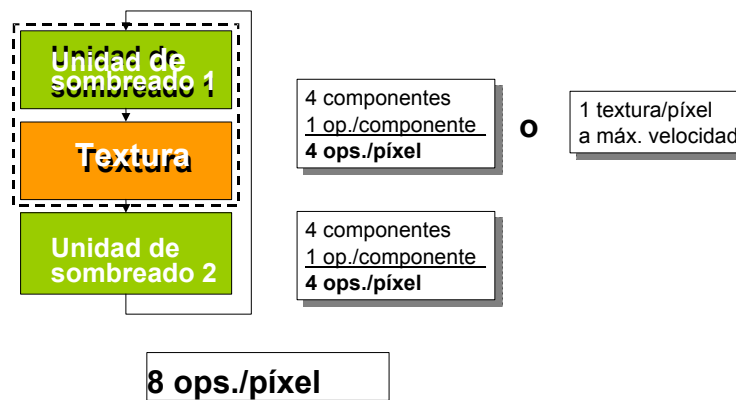 Unidad de
sombreado 1
4 componentes
1 op./componente
4 ops./píxel
o
1 textura/píxel
a máx. velocidad
Textura
Unidad de
sombreado 2
4 componentes
1 op./componente
4 ops./píxel
8 ops./píxel